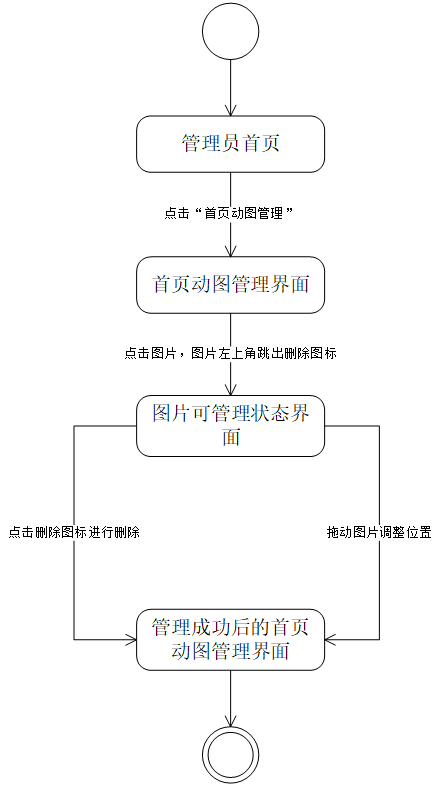 管理员首页
点击“首页动图管理”
首页动图管理界面
点击图片，图片左上角跳出删除图标
图片可管理状态界
面
点击删除图标进行删除
拖动图片调整位置
管理成功后的首页
动图管理界面